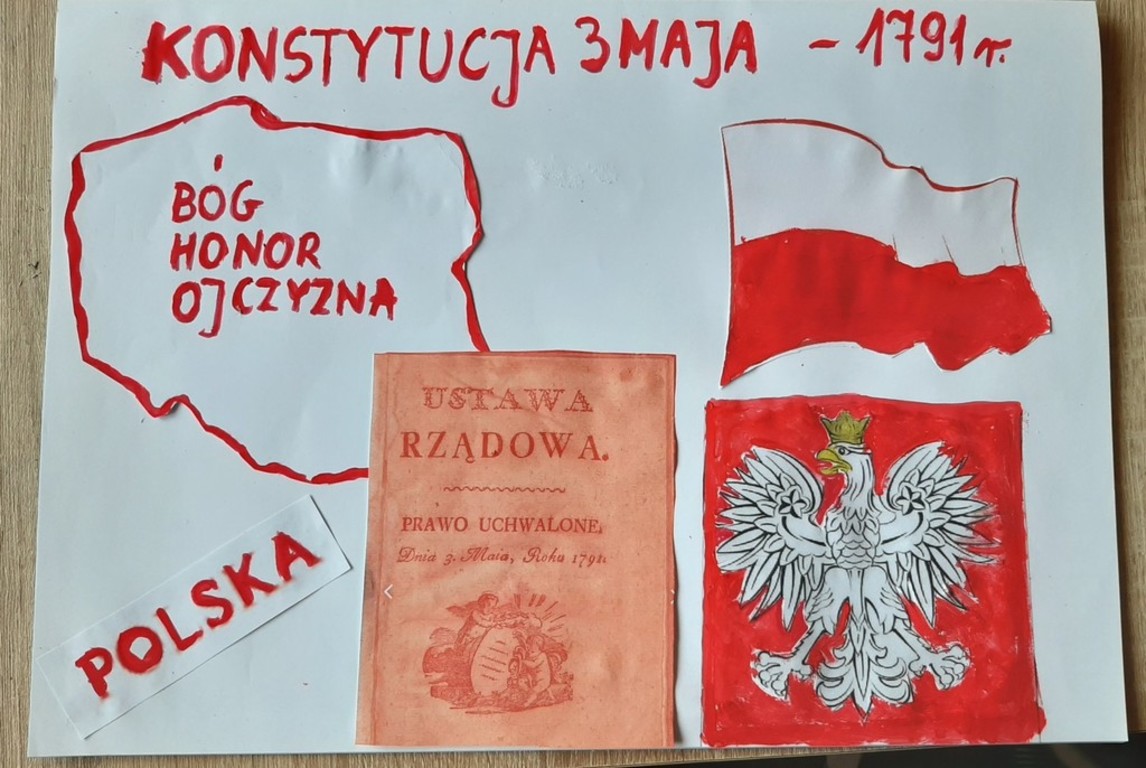 KONSTYTUCJA 3 MAJA - 1791 r.
BÓG
HONOR
OJCZYZNA
USTAWA
RZĄDOWA.
PRAWO UCHWALONE,
Dnia 3. Maia, Roku 1791.
POLSKA